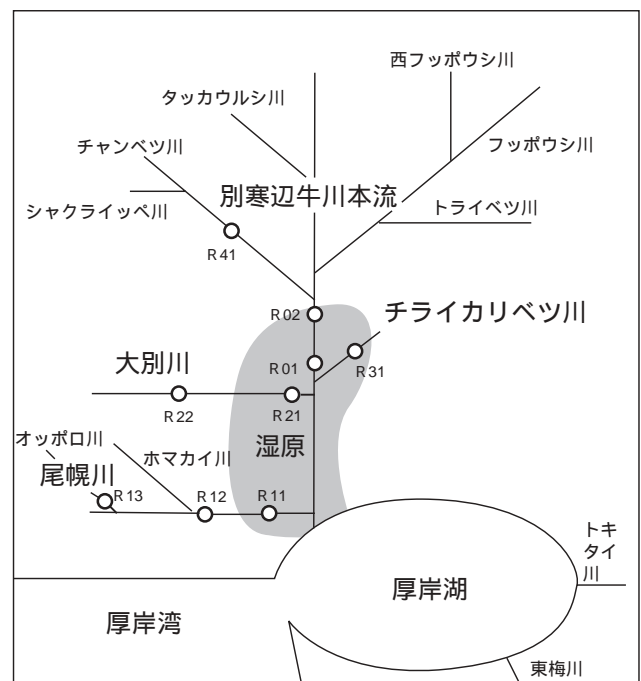 西フッポウシ川
タッカウルシ川
チャンベツ川
フッポウシ川
別寒辺牛川本流
シャクライッペ川
トライベツ川
R41
R02
チライカリベツ川
大別川
R01
R31
R22
R21
オッポロ川
ホマカイ川
湿原
尾幌川
R13
R12
R11
トキ
タイ
川
厚岸湖
厚岸湾
東梅川